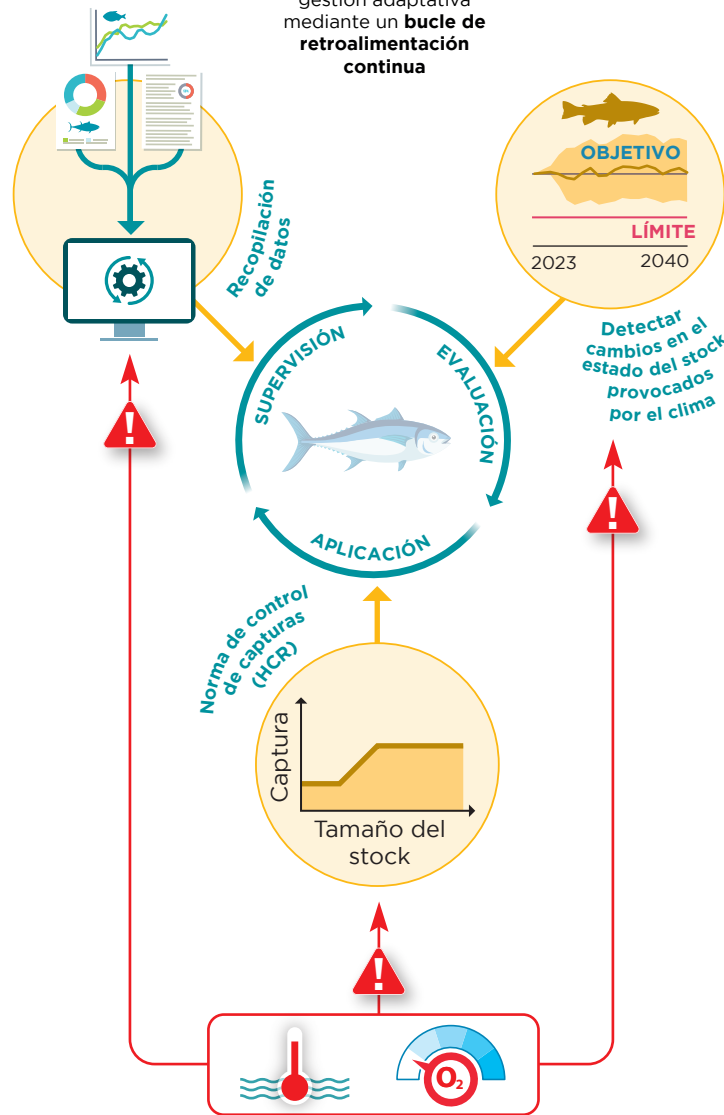 gestión adaptativa
mediante un bucle de
retroalimentación
continua
OBJETIVO
LÍMITE
2023 2040
Recopilación
de datos
Detectar
cambios en el
estado del stock
provocados
por el clima
SUPERVISIÓN
EVALUACIÓN
APLICACIÓN
Norma de control
de capturas
(HCR)
Captura
Tamaño del
stock
!
!
!
O₂